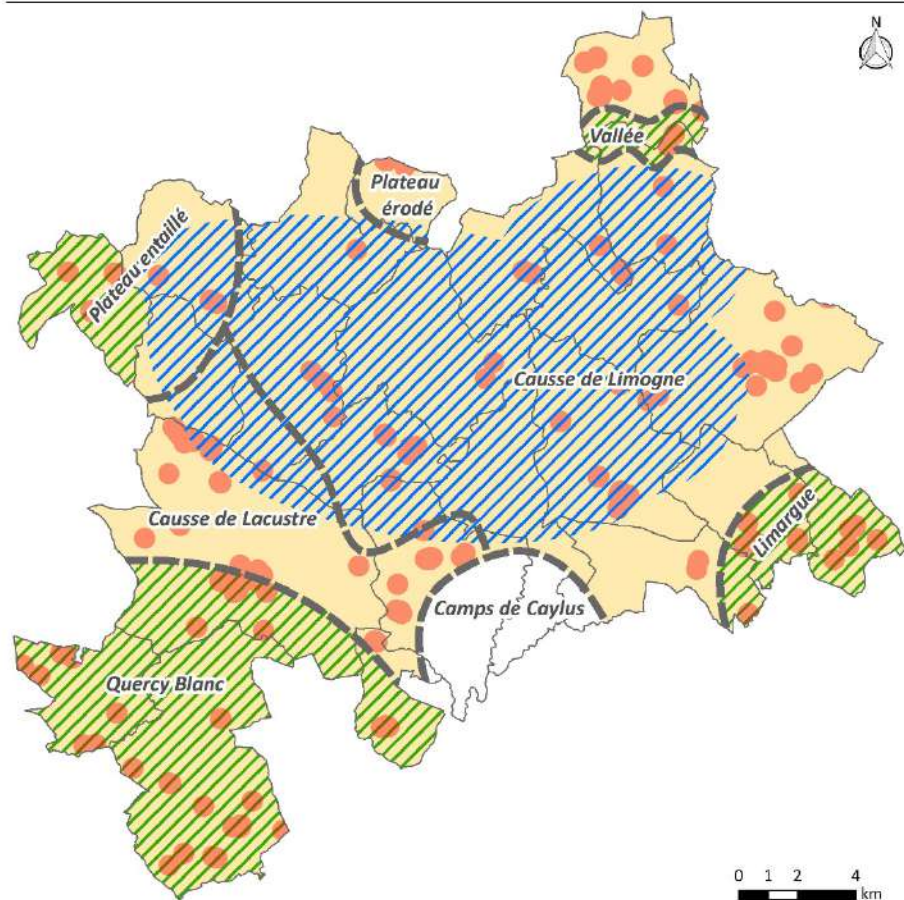 N
Vallée
Plateau
érodé
Plateau entaillé
Causse de Limogne
Causse de Lacustre
Limargue
Camps de Caylus
Quercy Blanc
0 1 2 4
km